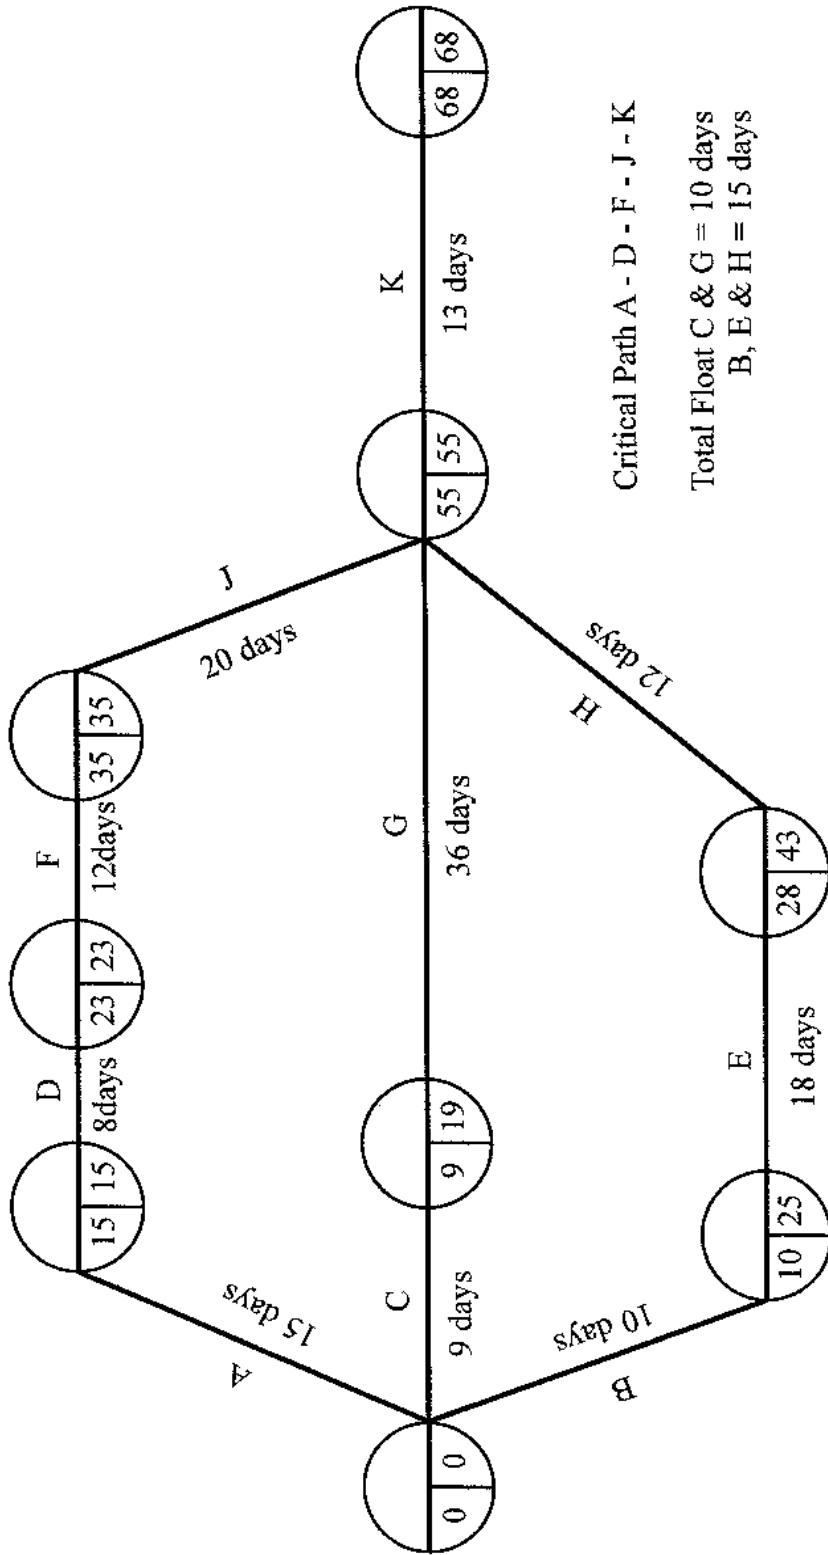 A
15 days
D
8days
F
12days
J
20 days
C
9 days
G
36 days
K
13 days
B
10 days
E
18 days
H
12 days
0 0
15 15
23 23
35 35
9 19
55 55
68 68
10 25
28 43
Critical Path A - D - F - J - K
Total Float C & G = 10 days
B, E & H = 15 days